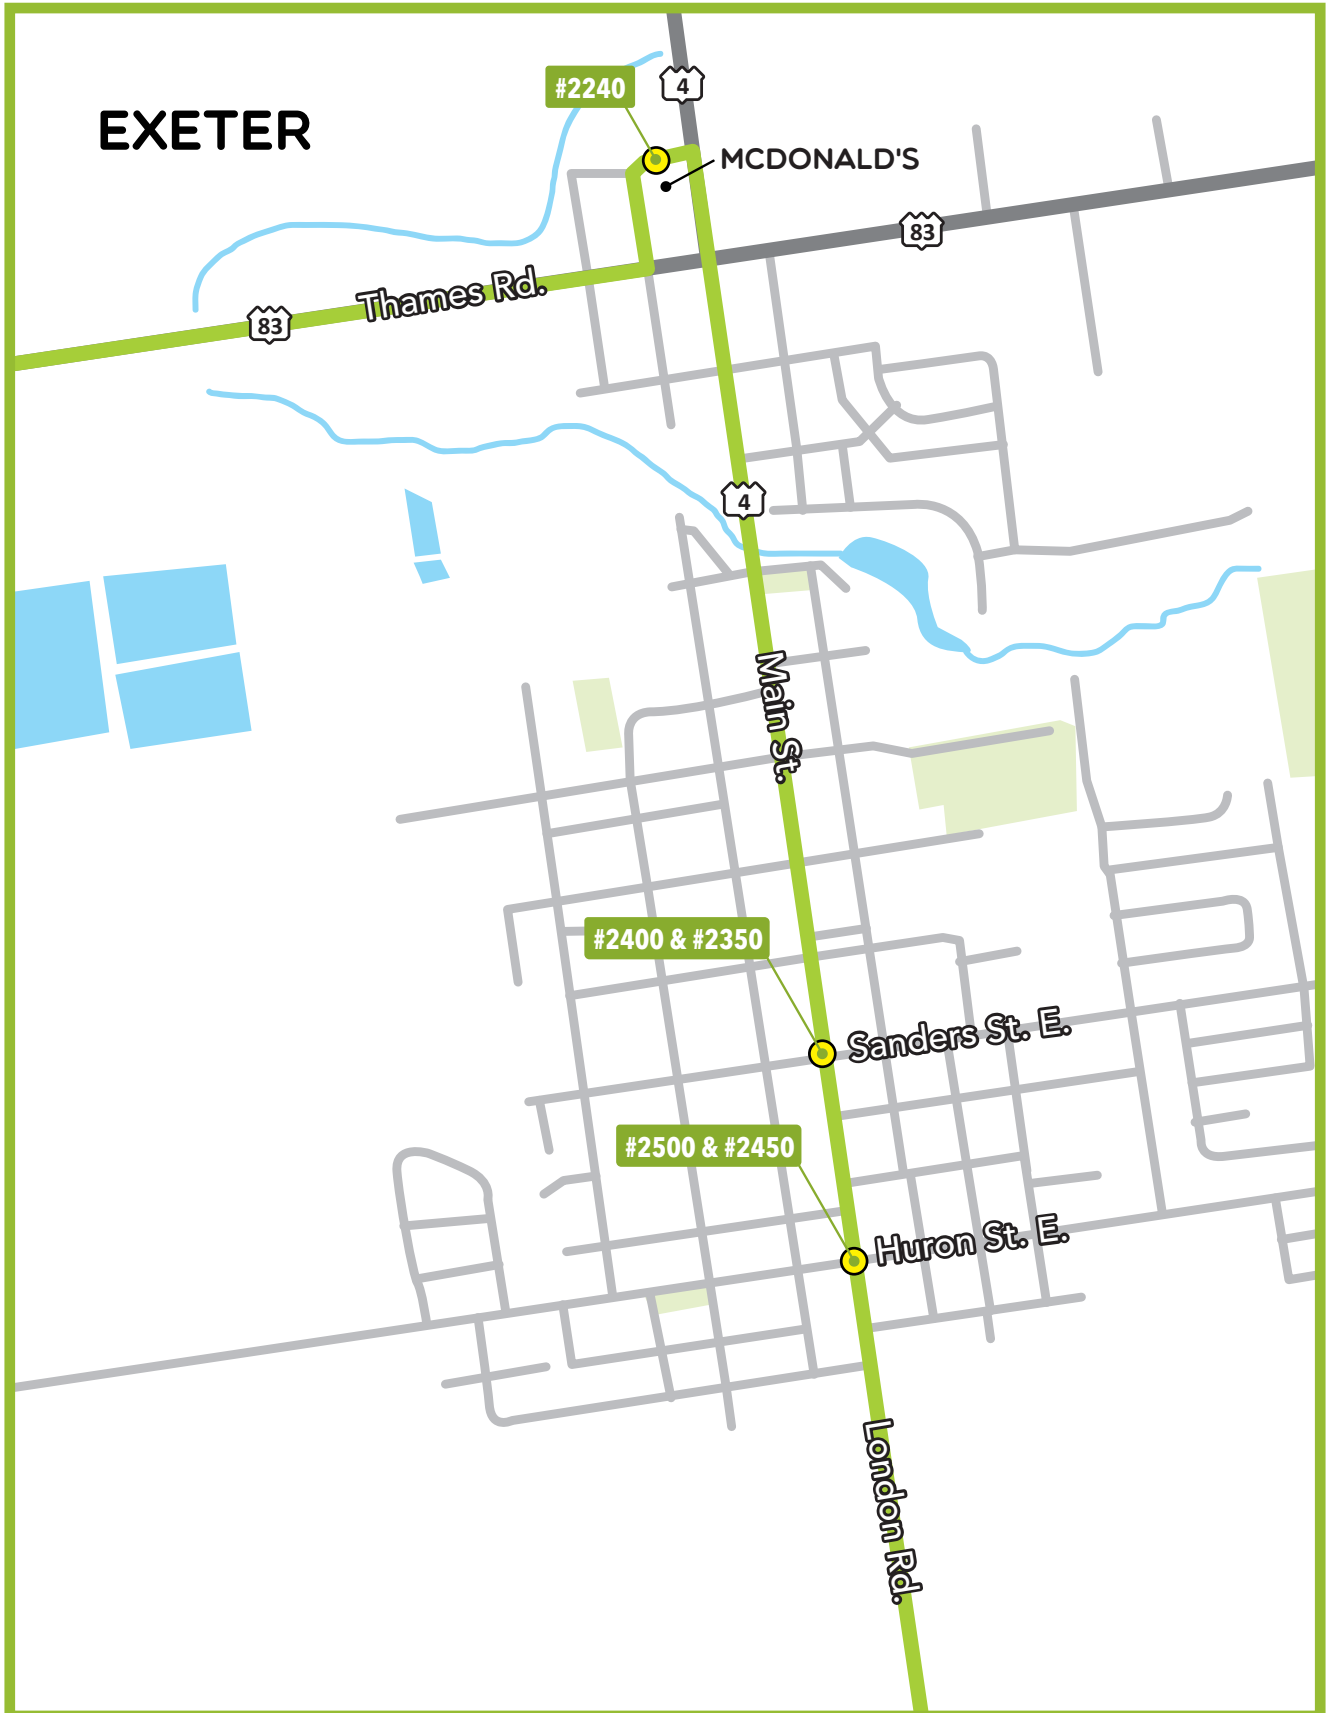 #2240
4
EXETER
MCDONALD'S
83
Thames Rd.
83
4
Main St.
#2400 & #2350
Sanders St. E.
#2500 & #2450
Huron St. E.
London Rd.